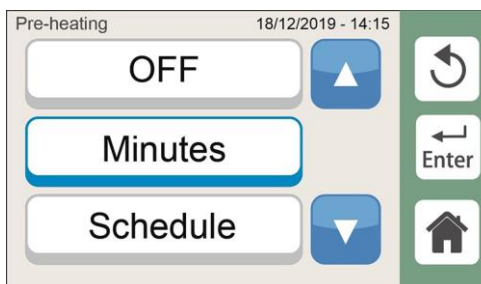 Pre-heating 18/12/2019 - 14:15
OFF
Minutes
Enter
Schedule